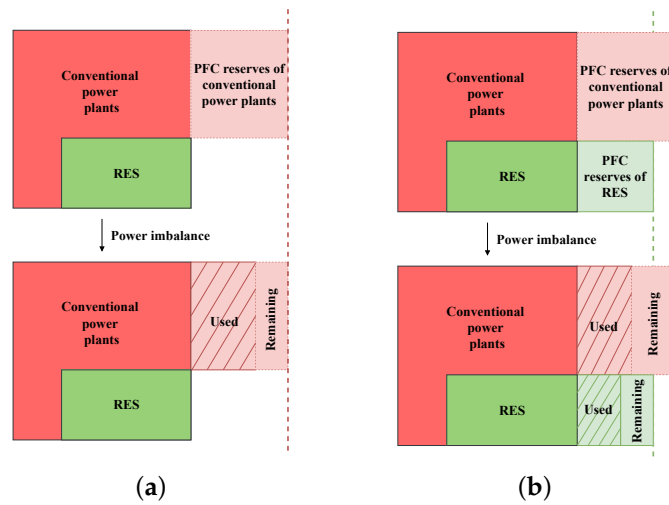 Conventional
power
plants
PFC reserves of
conventional
power plants
RES
Power imbalance
Conventional
power
plants
Used
Remaining
RES
(a)
Conventional
power
plants
PFC reserves of
conventional
power plants
RES
PFC
reserves of
RES
Power imbalance
Conventional
power
plants
Used
Remaining
RES
Used
Remaining
(b)